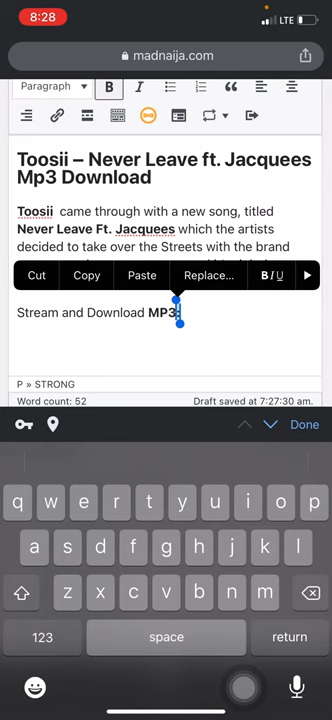 8:28
LTE
madnaija.com
Paragraph
B I
Toosii – Never Leave ft. Jacquees
Mp3 Download
Toosii came through with a new song, titled
Never Leave Ft. Jacquees which the artists
decided to take over the Streets with the brand
Cut Copy Paste Replace... B I U
Stream and Download MP3:
P » STRONG
Word count: 52 Draft saved at 7:27:30 am.
Done
q w e r t y u i o p
a s d f g h j k l
z x c v b n m
123 space return